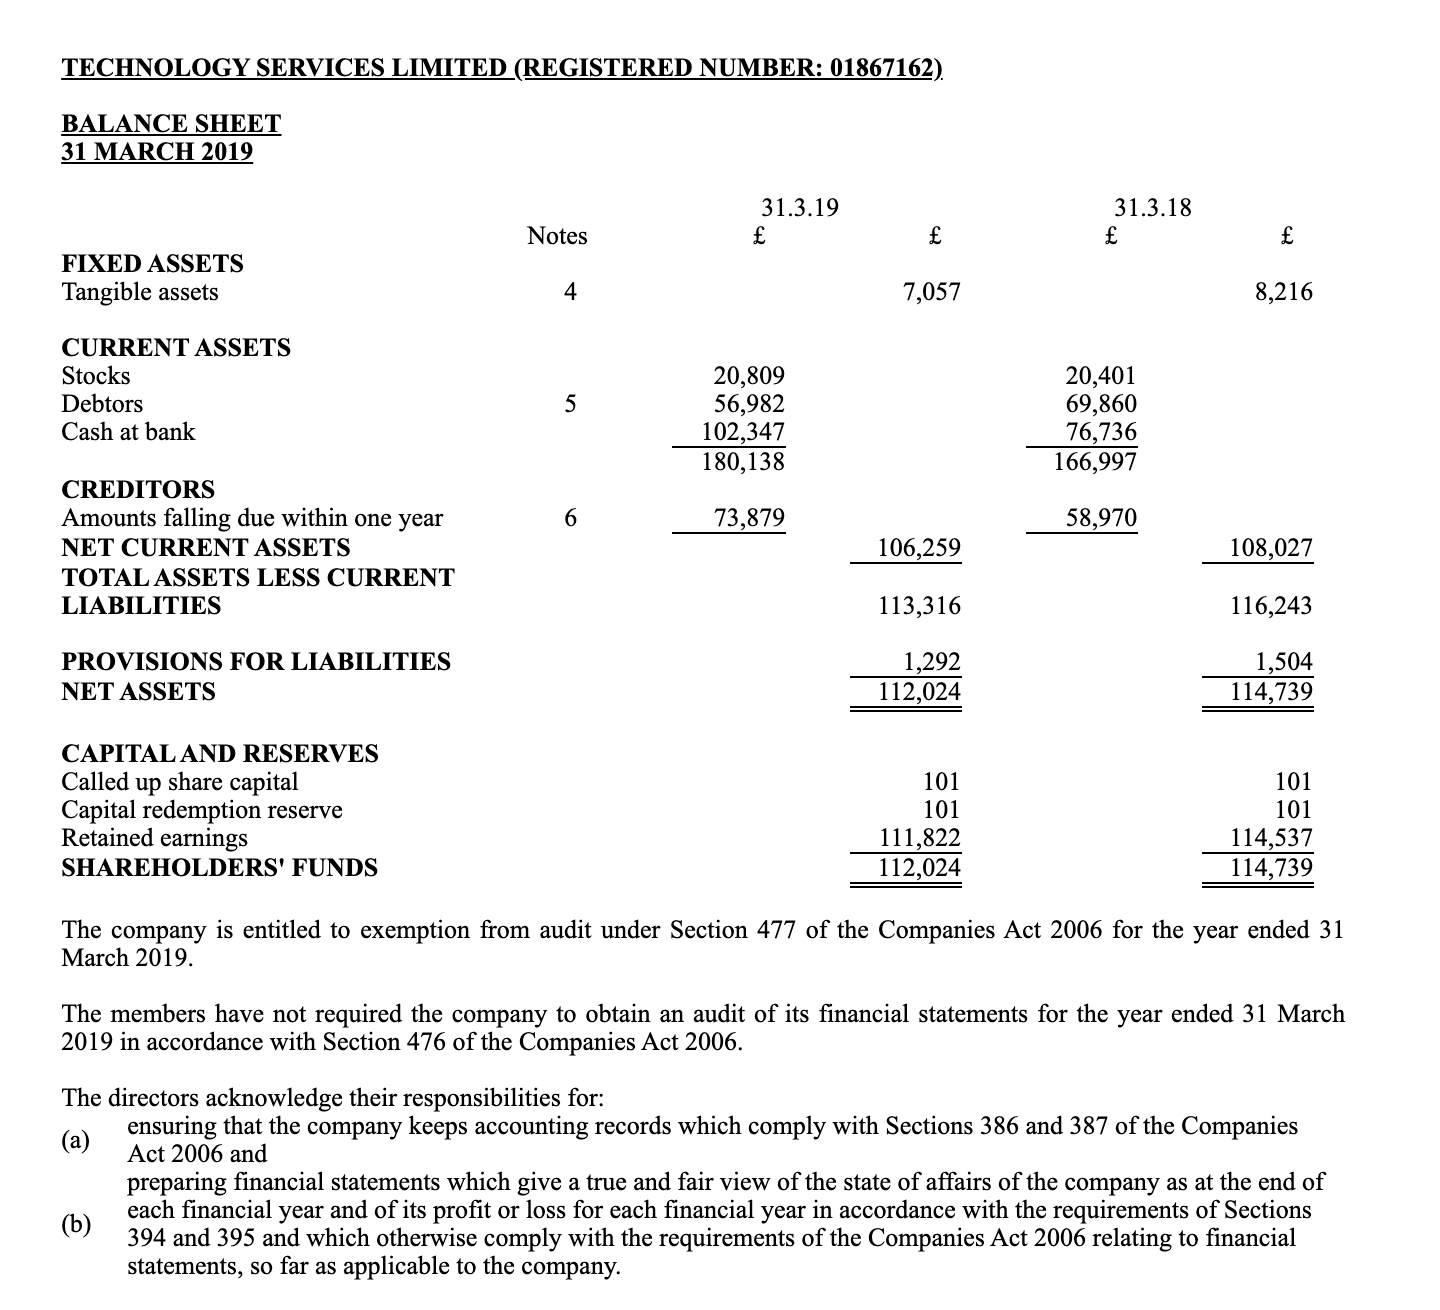 TECHNOLOGY SERVICES LIMITED (REGISTERED NUMBER: 01867162)
BALANCE SHEET
31 MARCH 2019
31.3.19 31.3.18
Notes £ £ £ £
FIXED ASSETS
Tangible assets 4 7,057 8,216
CURRENT ASSETS
Stocks 20,809 20,401
Debtors 5 56,982 69,860
Cash at bank 102,347 76,736
180,138 166,997
CREDITORS
Amounts falling due within one year 6 73,879 58,970
NET CURRENT ASSETS 106,259 108,027
TOTAL ASSETS LESS CURRENT
LIABILITIES 113,316 116,243
PROVISIONS FOR LIABILITIES 1,292 1,504
NET ASSETS 112,024 114,739
CAPITAL AND RESERVES
Called up share capital 101 101
Capital redemption reserve 101 101
Retained earnings 111,822 114,537
SHAREHOLDERS' FUNDS 112,024 114,739
The company is entitled to exemption from audit under Section 477 of the Companies Act 2006 for the year ended 31
March 2019.
The members have not required the company to obtain an audit of its financial statements for the year ended 31 March
2019 in accordance with Section 476 of the Companies Act 2006.
The directors acknowledge their responsibilities for:
(a) ensuring that the company keeps accounting records which comply with Sections 386 and 387 of the Companies
Act 2006 and
(b) preparing financial statements which give a true and fair view of the state of affairs of the company as at the end of
each financial year and of its profit or loss for each financial year in accordance with the requirements of Sections
394 and 395 and which otherwise comply with the requirements of the Companies Act 2006 relating to financial
statements, so far as applicable to the company.